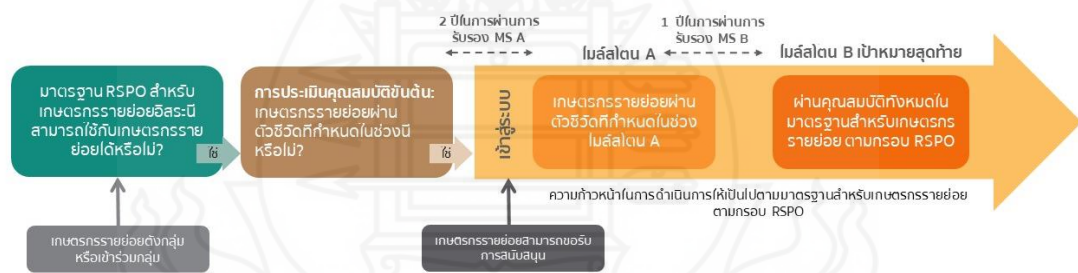 2 ปีในการผ่านการ
รับรอง MS A
1 ปีในการผ่านการ
รับรอง MS B
ไมล์สโตน A
ไมล์สโตน B เป้าหมายสุดท้าย
มาตรฐาน RSPO สำหรับ
เกษตรกรรายย่อยอิสระนี้
สามารถใช้กับเกษตรกรราย
ย่อยได้หรือไม่?
ใช่
การประเมินคุณสมบัติขั้นต้น:
เกษตรกรรายย่อยผ่าน
ตัวชี้วัดที่กำหนดในช่วงนี้
หรือไม่?
ใช่
เข้าสู่ระบบ
เกษตรกรรายย่อยผ่าน
ตัวชี้วัดที่กำหนดในช่วง
ไมล์สโตน A
ผ่านคุณสมบัติทั้งหมดใน
มาตรฐานสำหรับเกษตรกร
รายย่อย ตามกรอบ RSPO
ความก้าวหน้าในการดำเนินการให้เป็นไปตามมาตรฐานสำหรับเกษตรกรรายย่อย
ตามกรอบ RSPO
เกษตรกรรายย่อยตั้งกลุ่ม
หรือเข้าร่วมกลุ่ม
เกษตรกรรายย่อยสามารถขอรับ
การสนับสนุน